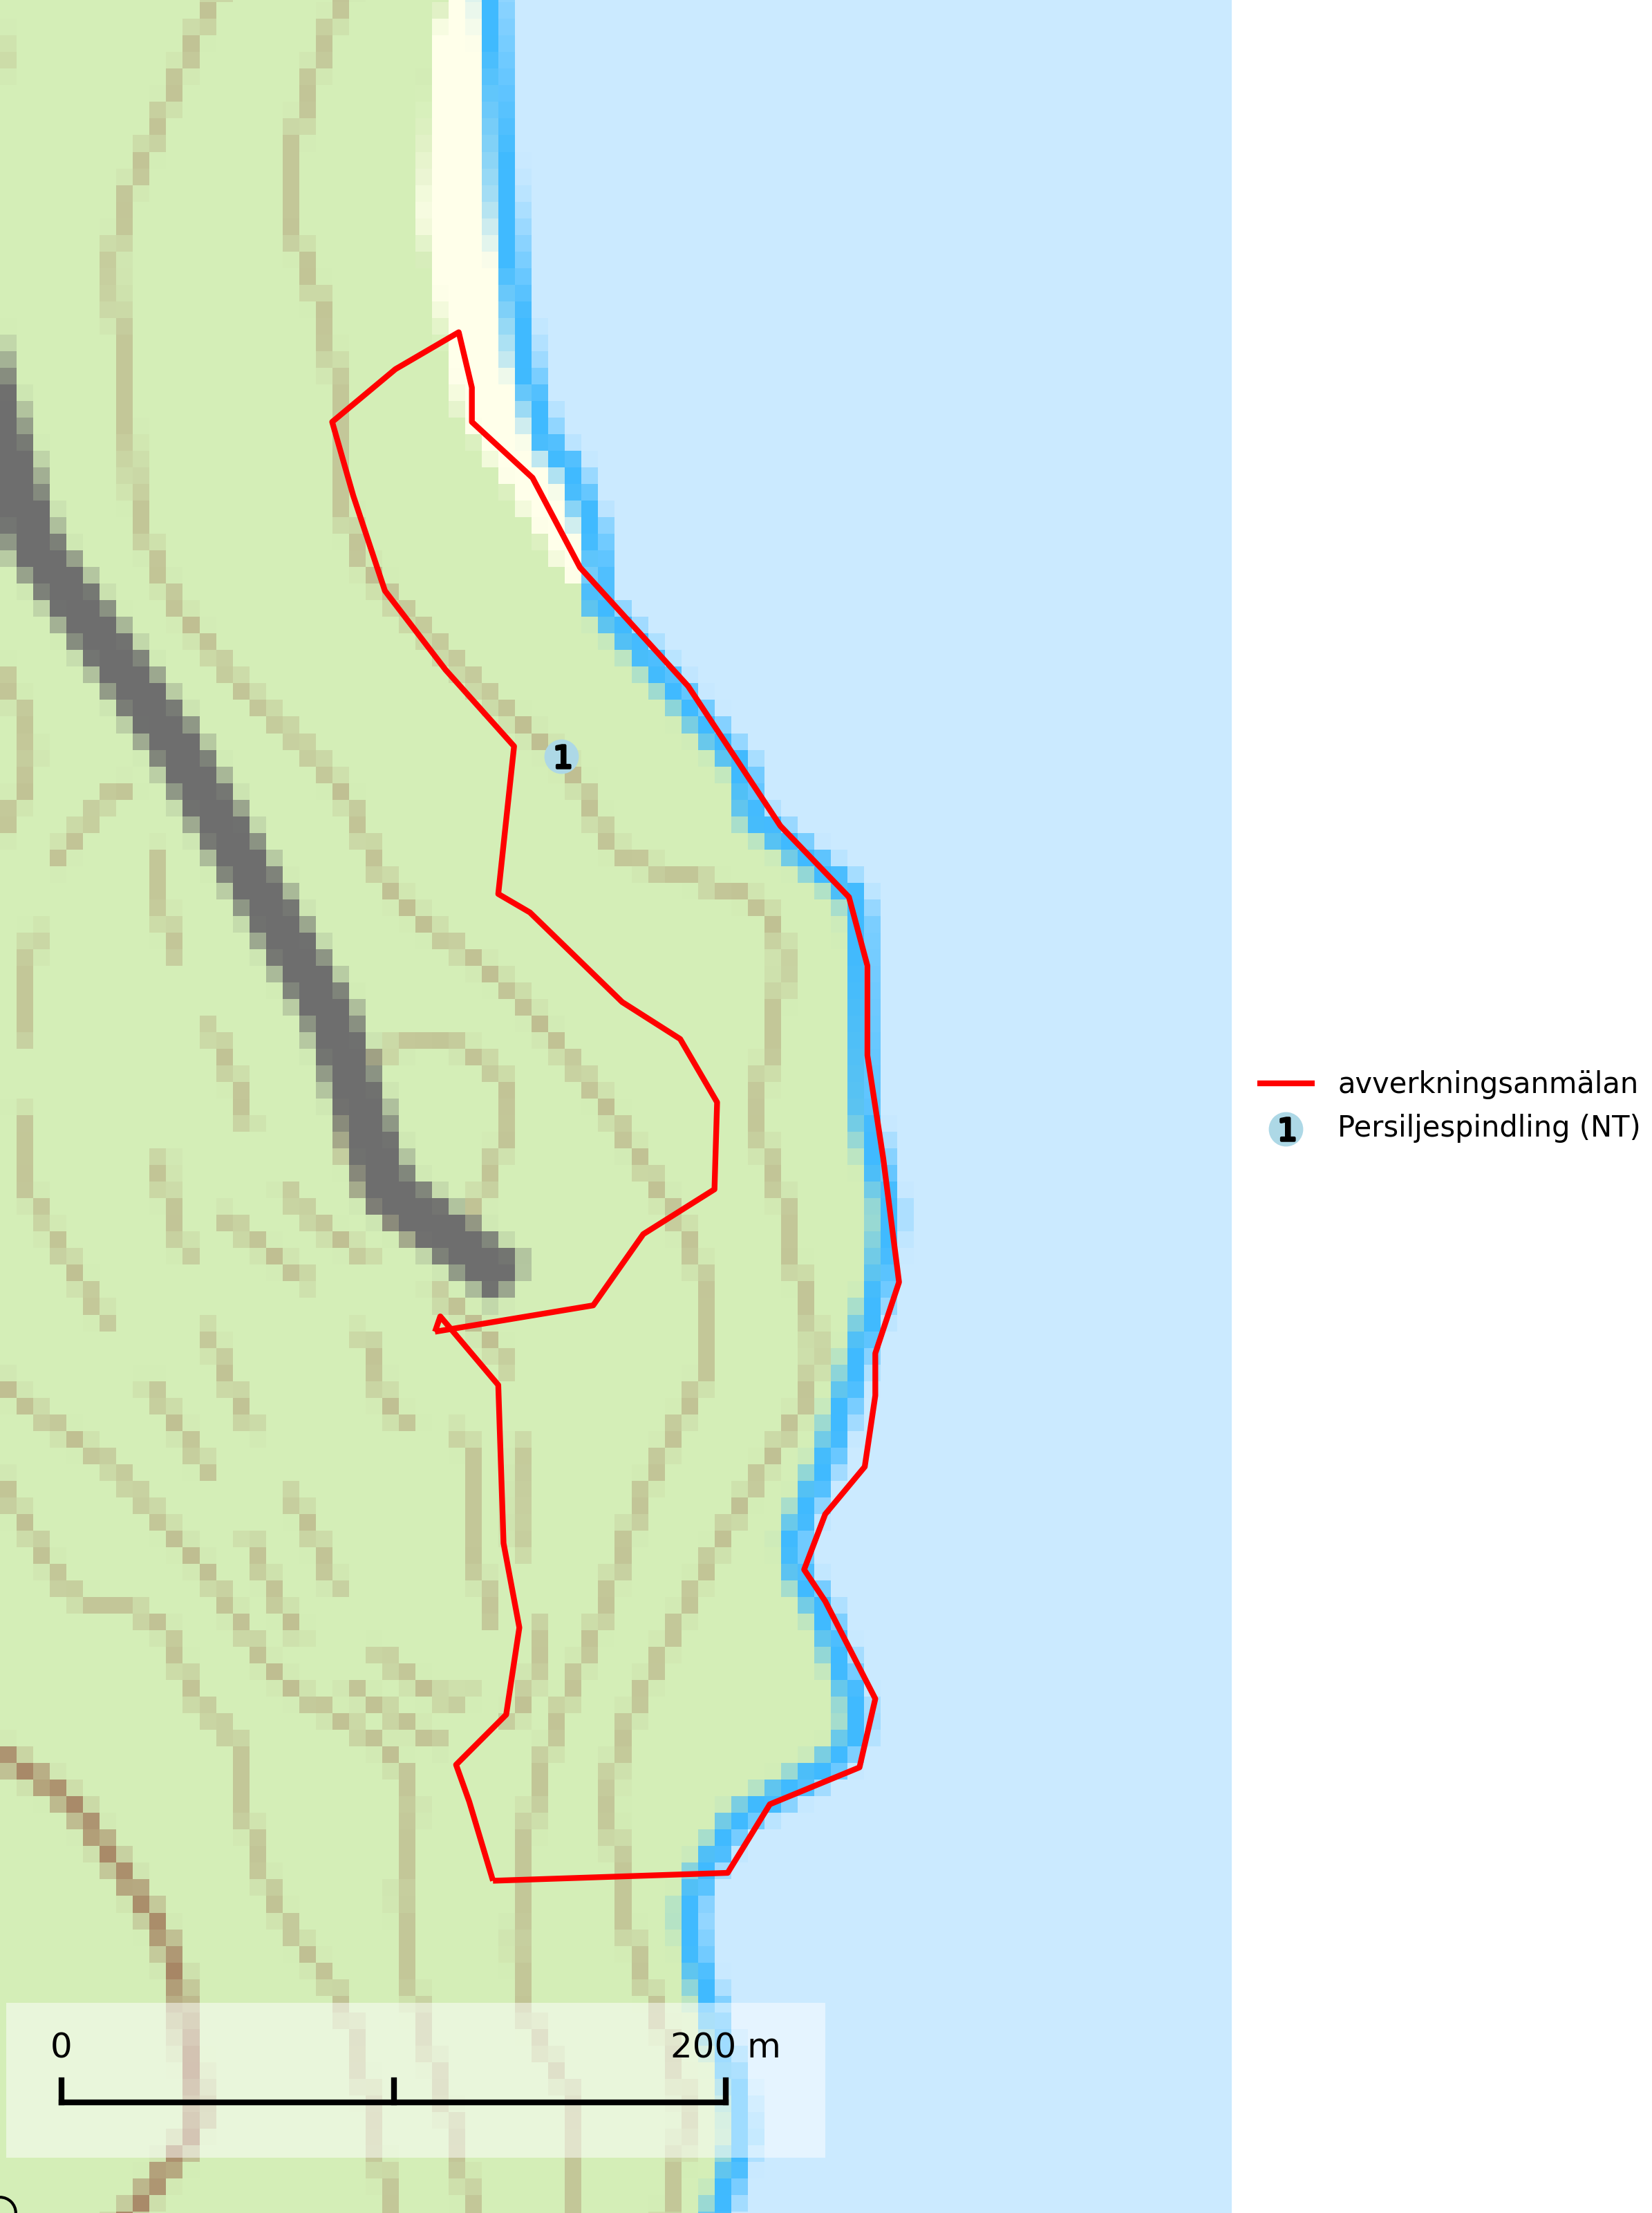 1
avverkningsanmälan
1 Persiljespindling (NT)
0 200 m